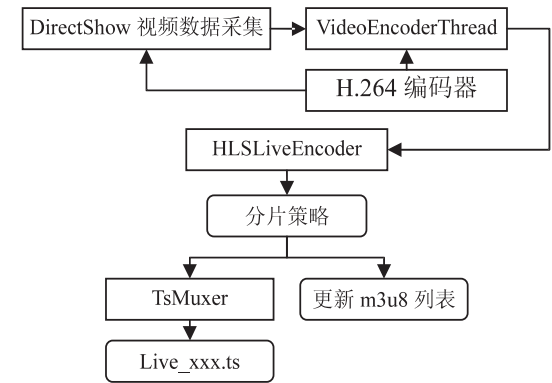 DirectShow 视频数据采集
VideoEncoderThread
H.264 编码器
HLSLiveEncoder
分片策略
TsMuxer
更新 m3u8 列表
Live_xxx.ts